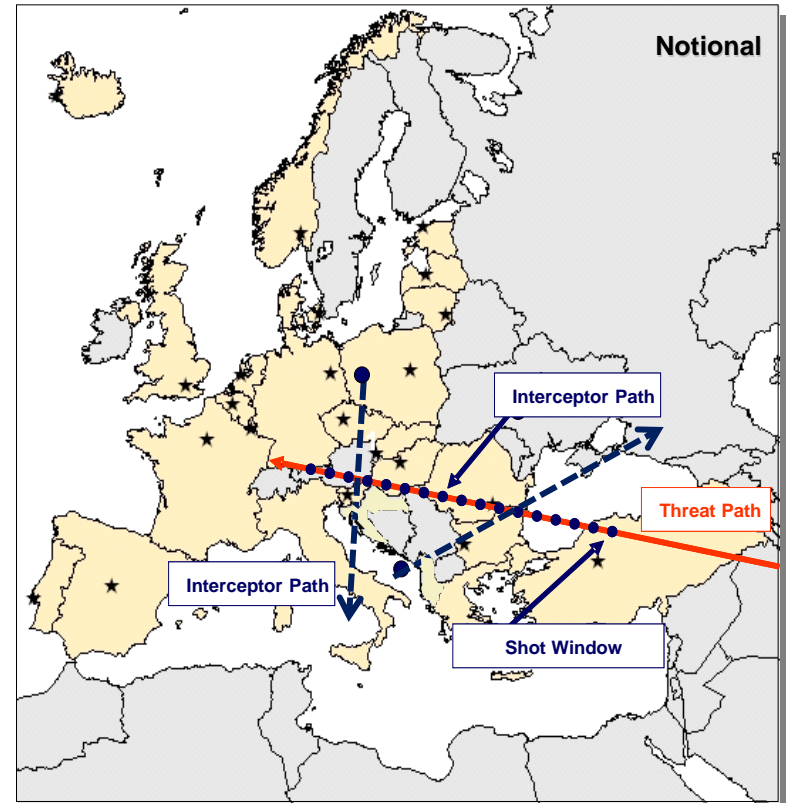 Notional
Interceptor Path
Threat Path
Interceptor Path
Shot Window